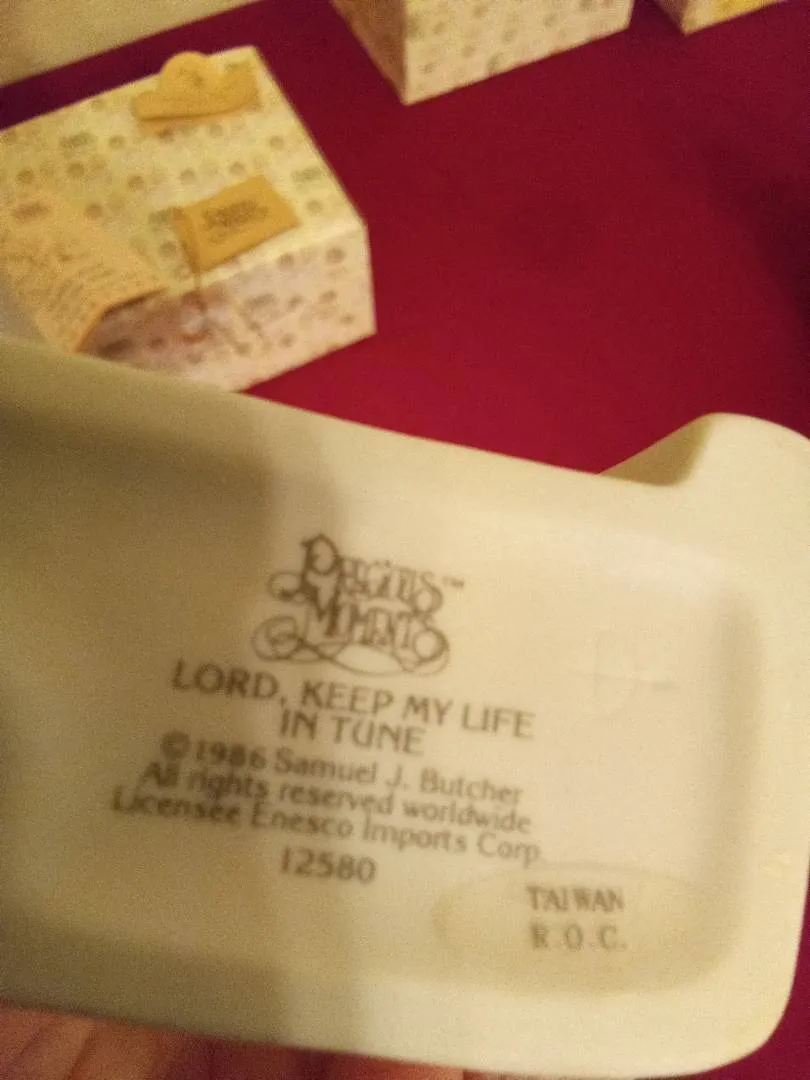 PRECIOUS
MOMENTS™
LORD, KEEP MY LIFE
IN TUNE
©1986 Samuel J. Butcher
All rights reserved worldwide
Licensee Enesco Imports Corp.
12580
TAIWAN
R.O.C.